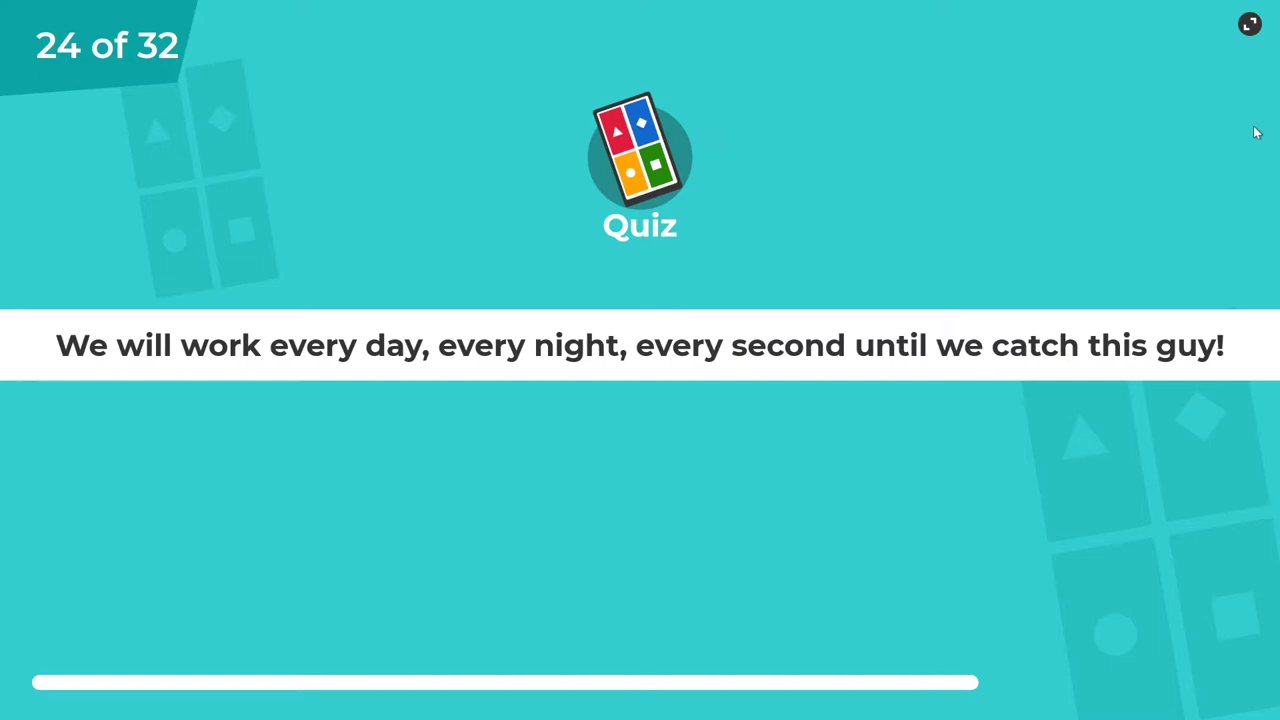 24 of 32
Quiz
We will work every day, every night, every second until we catch this guy!